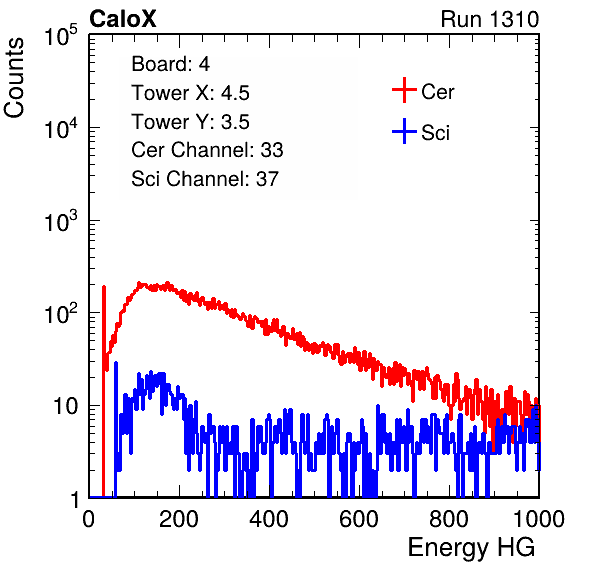 CaloX Run 1310
Counts
10^5
10^4
10^3
10^2
10
1
Board: 4
Tower X: 4.5
Tower Y: 3.5
Cer Channel: 33
Sci Channel: 37
Cer
Sci
0 200 400 600 800 1000
Energy HG